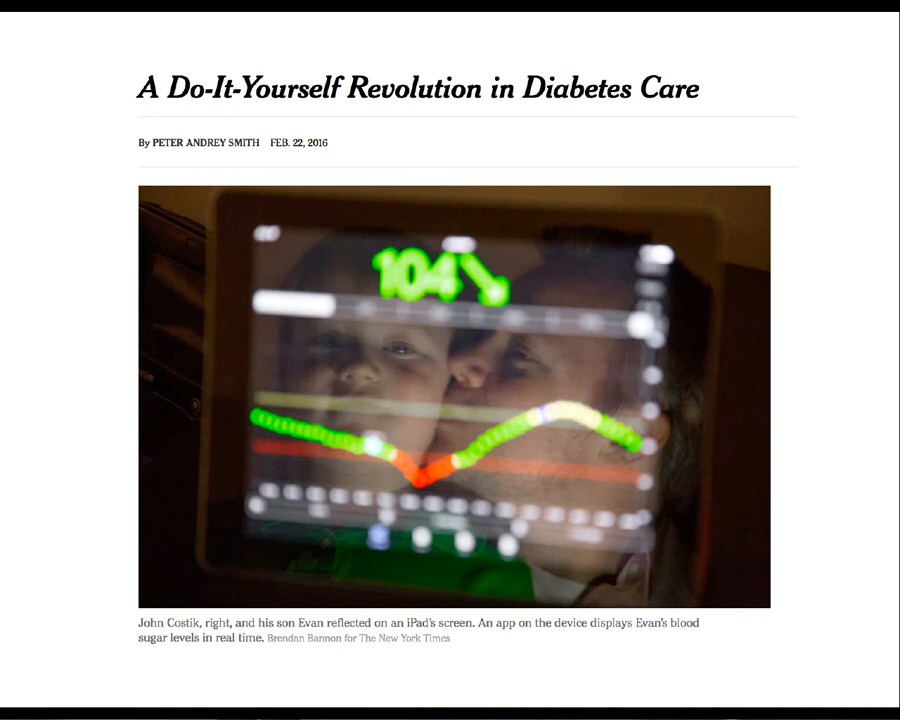 A Do-It-Yourself Revolution in Diabetes Care
By PETER ANDREY SMITH FEB. 22, 2016
104
John Costik, right, and his son Evan reflected on an iPad's screen. An app on the device displays Evan's blood
sugar levels in real time. Brendan Bannon for The New York Times